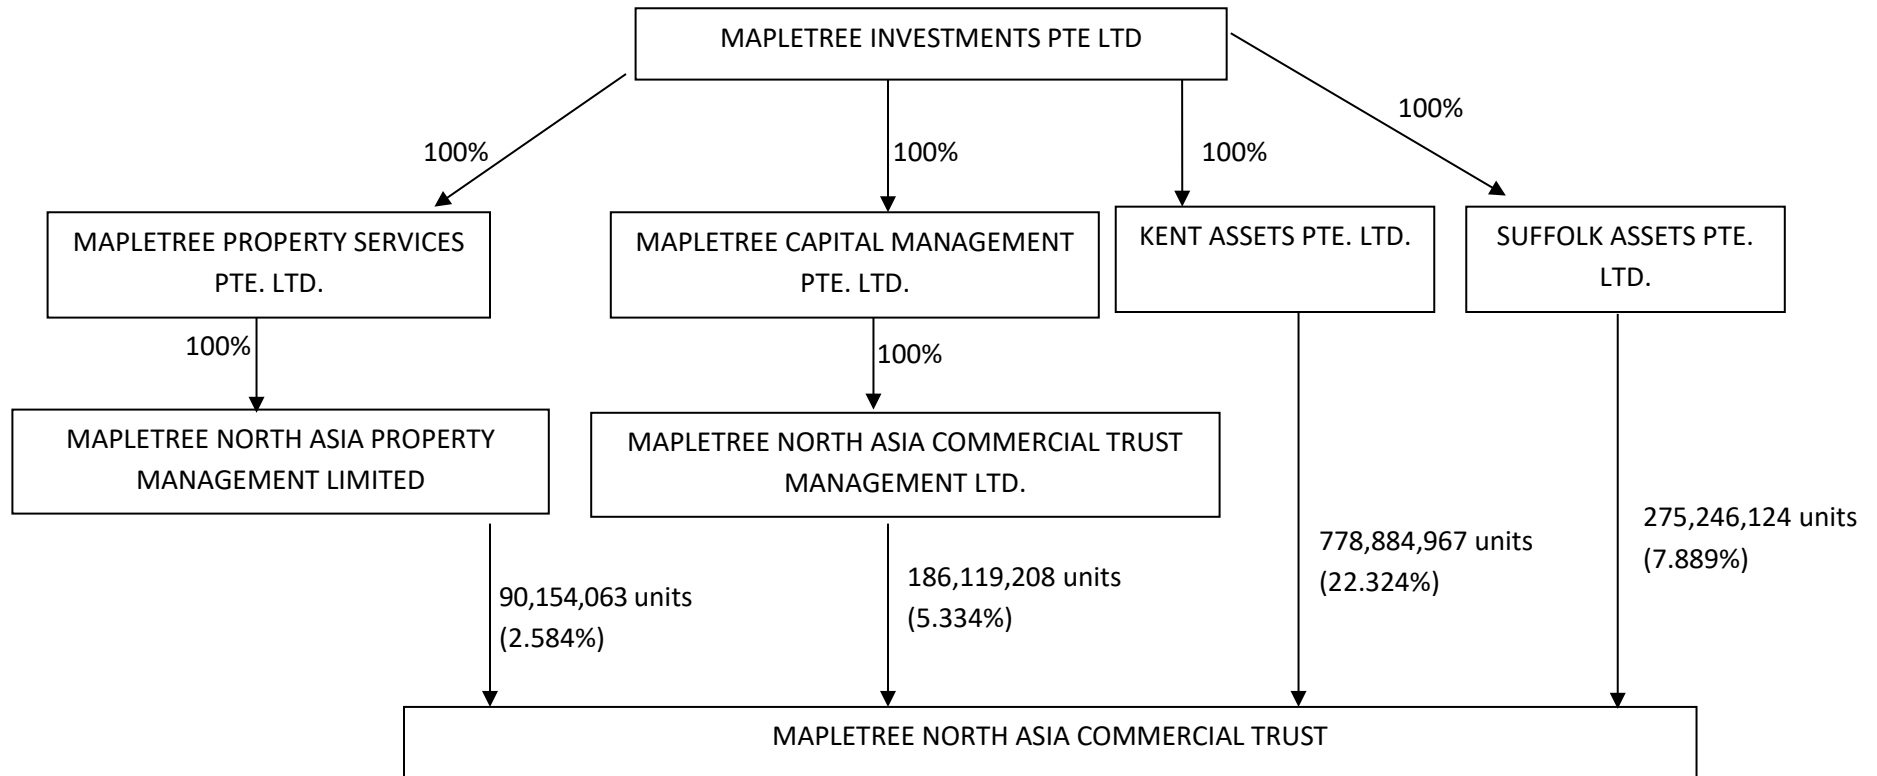 MAPLETREE INVESTMENTS PTE LTD
100%
100%
100%
100%
MAPLETREE PROPERTY SERVICES
PTE. LTD.
MAPLETREE CAPITAL MANAGEMENT
PTE. LTD.
KENT ASSETS PTE. LTD.
SUFFOLK ASSETS PTE.
LTD.
100%
100%
MAPLETREE NORTH ASIA PROPERTY
MANAGEMENT LIMITED
MAPLETREE NORTH ASIA COMMERCIAL TRUST
MANAGEMENT LTD.
90,154,063 units
(2.584%)
186,119,208 units
(5.334%)
778,884,967 units
(22.324%)
275,246,124 units
(7.889%)
MAPLETREE NORTH ASIA COMMERCIAL TRUST